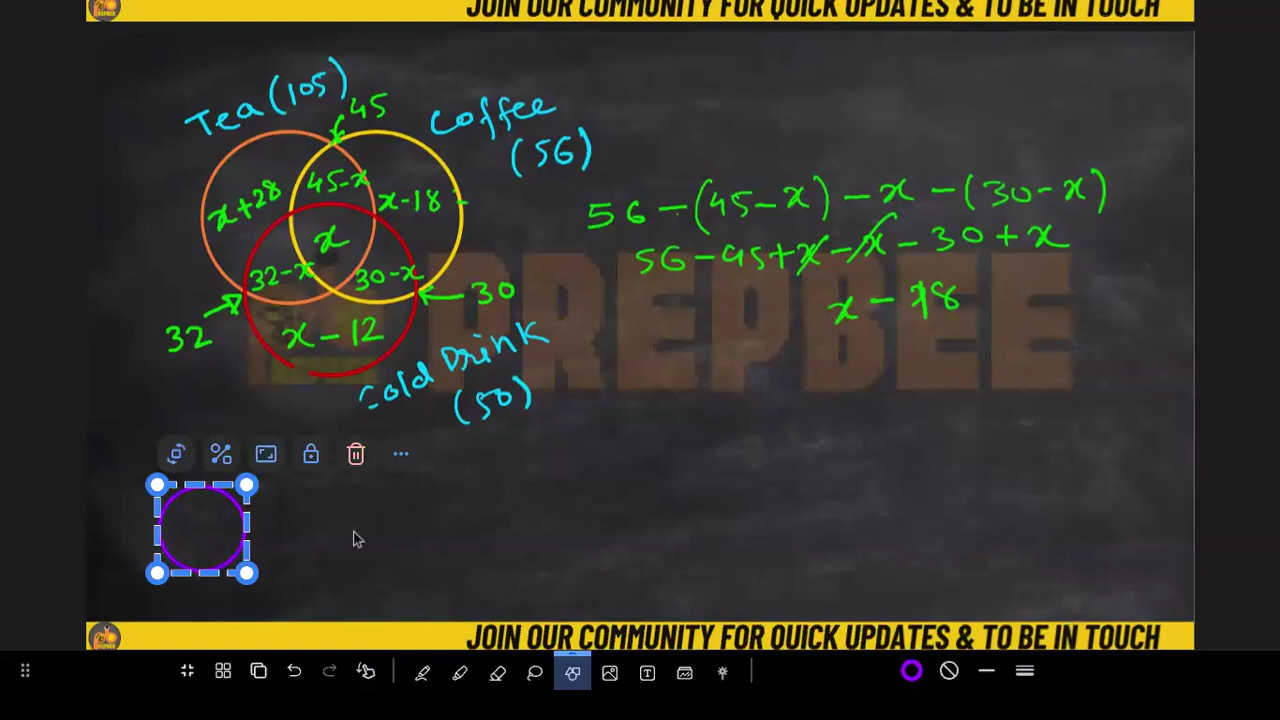 JOIN OUR COMMUNITY FOR QUICK UPDATES & TO BE IN TOUCH
Tea (105)
45
Coffee
(56)
45-x
x+28
x-18
x
32-x
30-x
30
32
x-12
Cold Drink
(50)
56-(45-x)-x-(30-x)
56-45+x-x-30+x
x-18
PREPBEE
JOIN OUR COMMUNITY FOR QUICK UPDATES & TO BE IN TOUCH